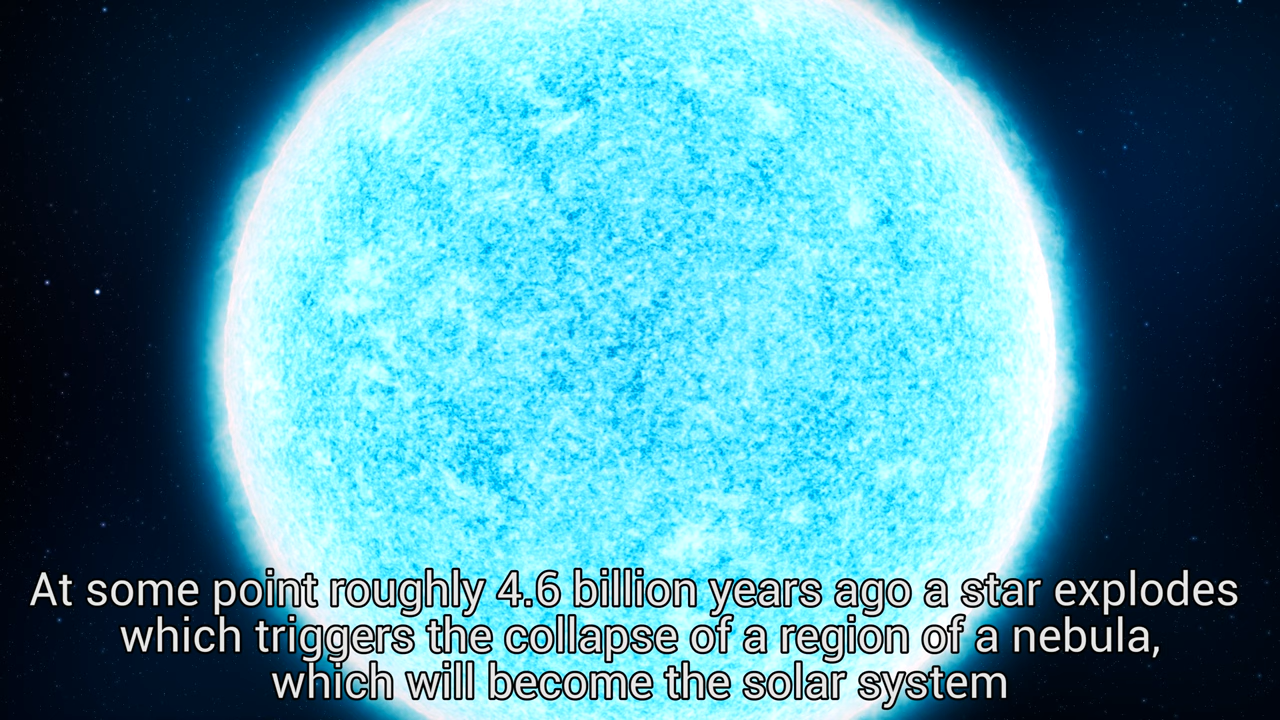 At some point roughly 4.6 billion years ago a star explodes
which triggers the collapse of a region of a nebula,
which will become the solar system